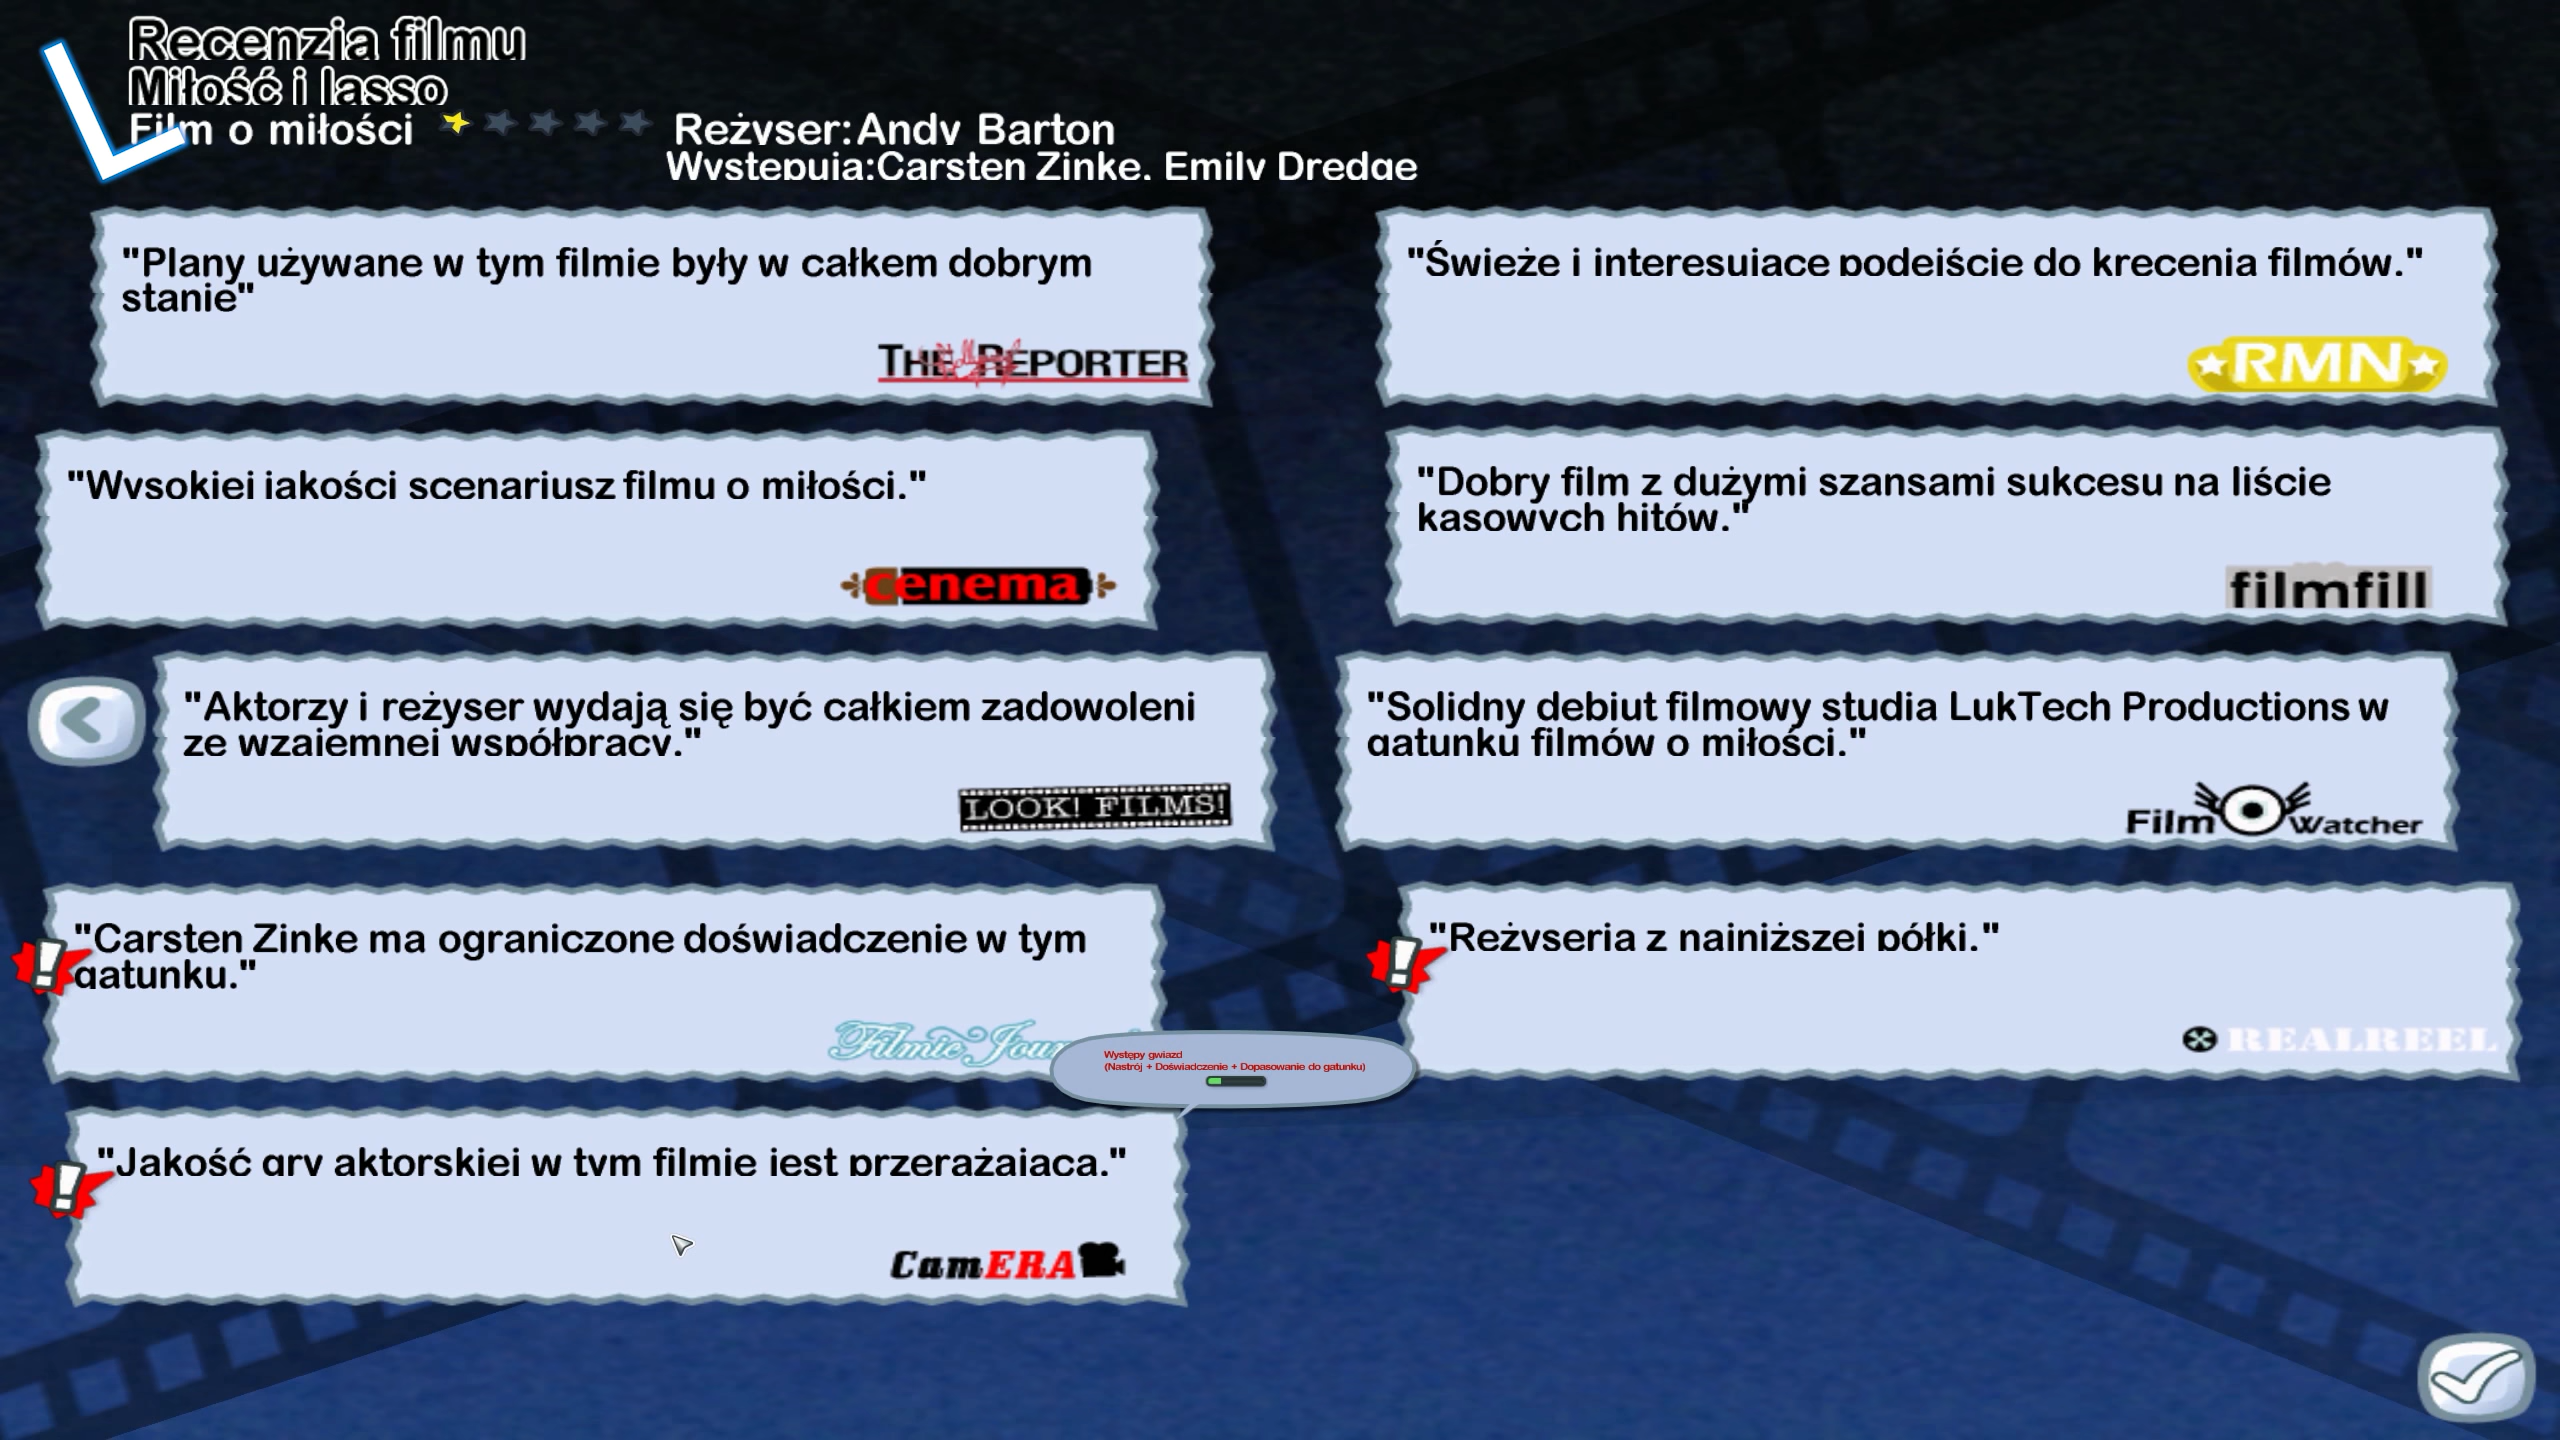 Recenzja filmu
Miłość i lasso
Film o miłości
Reżyser: Andy Barton
Występują: Carsten Zinke, Emily Dredge
"Plany używane w tym filmie były w całkem dobrym
stanie"
THE Hollywood REPORTER
"Świeże i interesujące podejście do kręcenia filmów."
RMN
"Wysokiej jakości scenariusz filmu o miłości."
cenema
"Dobry film z dużymi szansami sukcesu na liście
kasowych hitów."
filmfill
"Aktorzy i reżyser wydają się być całkiem zadowoleni
ze wzajemnej współpracy."
LOOK! FILMS!
"Solidny debiut filmowy studia LukTech Productions w
gatunku filmów o miłości."
Film Watcher
"Carsten Zinke ma ograniczone doświadczenie w tym
gatunku."
Filmic Jour
"Reżyseria z najniższej półki."
REALREEL
Występy gwiazd
(Nastrój + Doświadczenie + Dopasowanie do gatunku)
"Jakość gry aktorskiej w tym filmie jest przerażająca."
CamERA